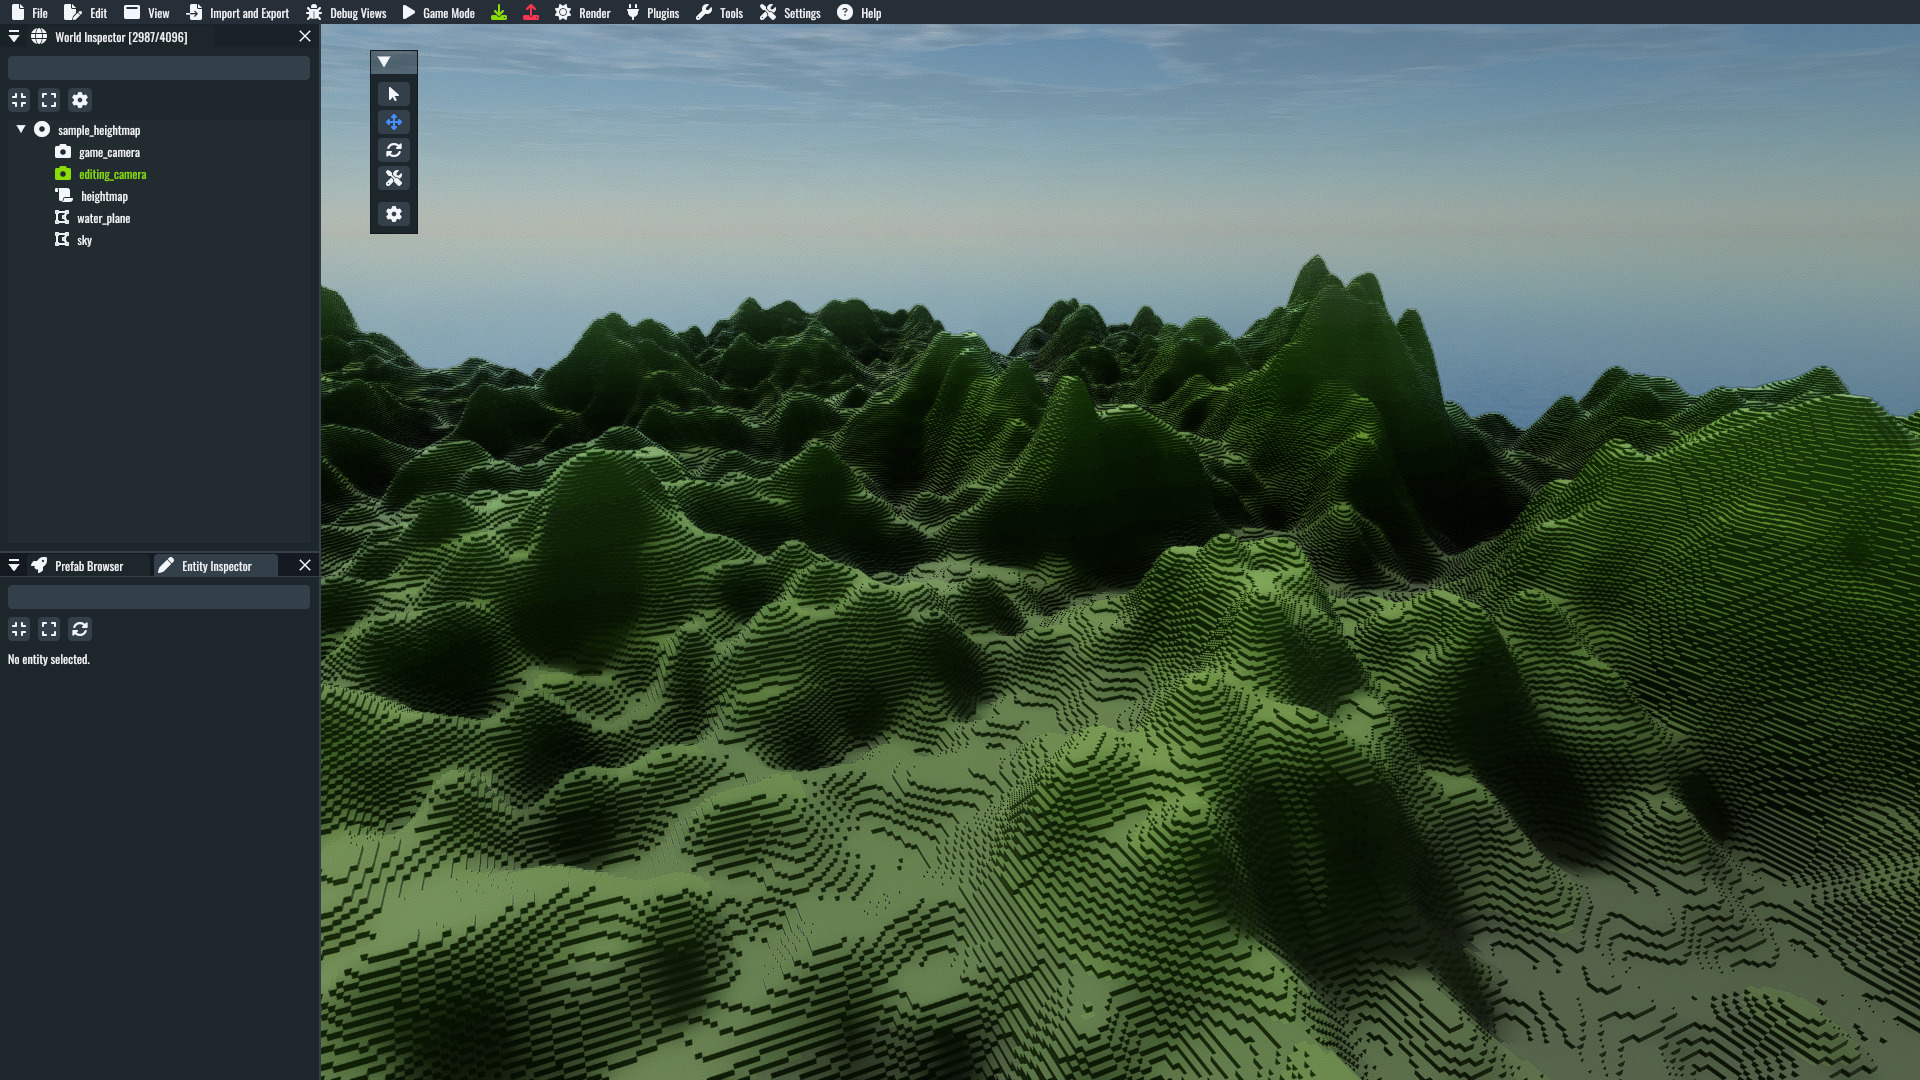 File Edit View Import and Export Debug Views Game Mode Render Plugins Tools Settings Help
World Inspector [2987/4096]
sample_heightmap
game_camera
editing_camera
heightmap
water_plane
sky
Prefab Browser Entity Inspector
No entity selected.